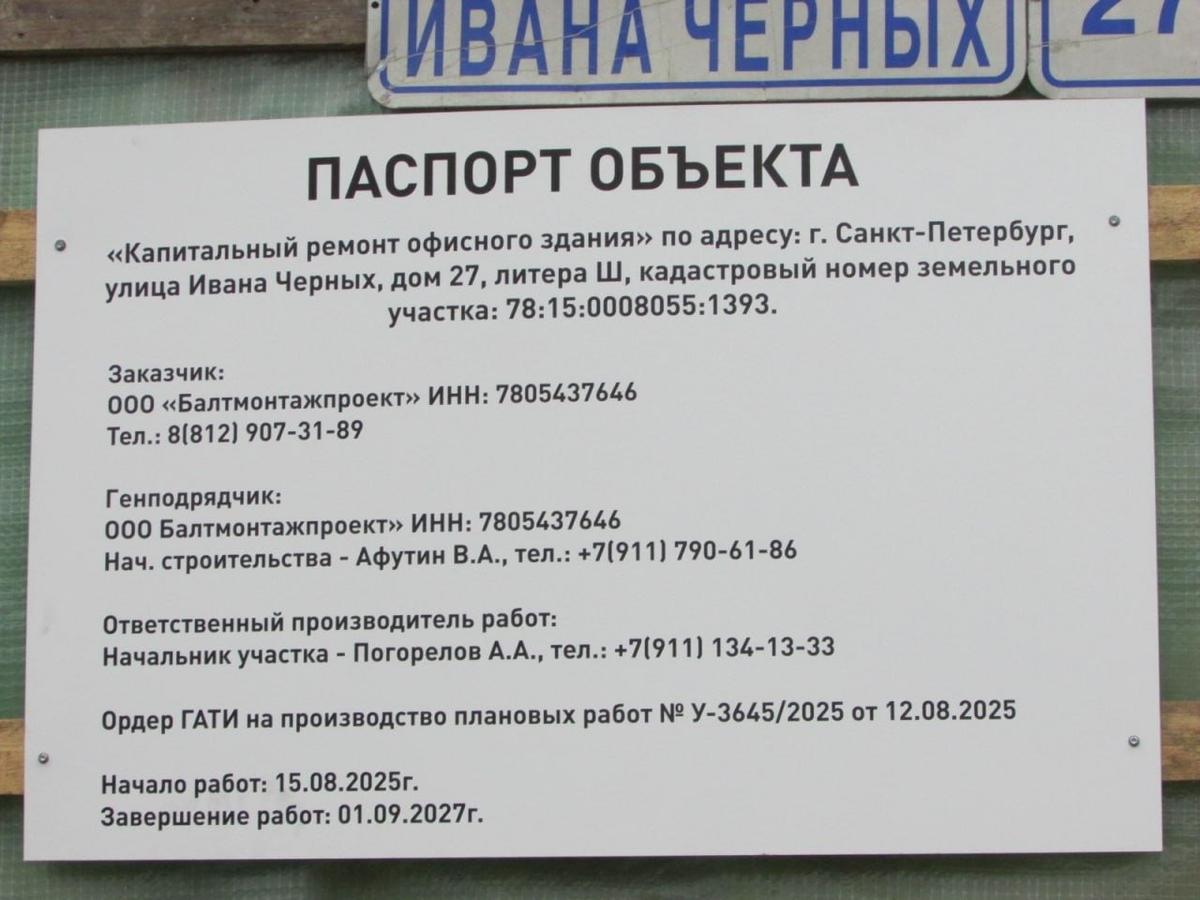 ИВАНА ЧЕРНЫХ 27
ПАСПОРТ ОБЪЕКТА
«Капитальный ремонт офисного здания» по адресу: г. Санкт-Петербург,
улица Ивана Черных, дом 27, литера Ш, кадастровый номер земельного
участка: 78:15:0008055:1393.
Заказчик:
ООО «Балтмонтажпроект» ИНН: 7805437646
Тел.: 8(812) 907-31-89
Генподрядчик:
ООО Балтмонтажпроект» ИНН: 7805437646
Нач. строительства - Афутин В.А., тел.: +7(911) 790-61-86
Ответственный производитель работ:
Начальник участка - Погорелов А.А., тел.: +7(911) 134-13-33
Ордер ГАТИ на производство плановых работ № У-3645/2025 от 12.08.2025
Начало работ: 15.08.2025г.
Завершение работ: 01.09.2027г.